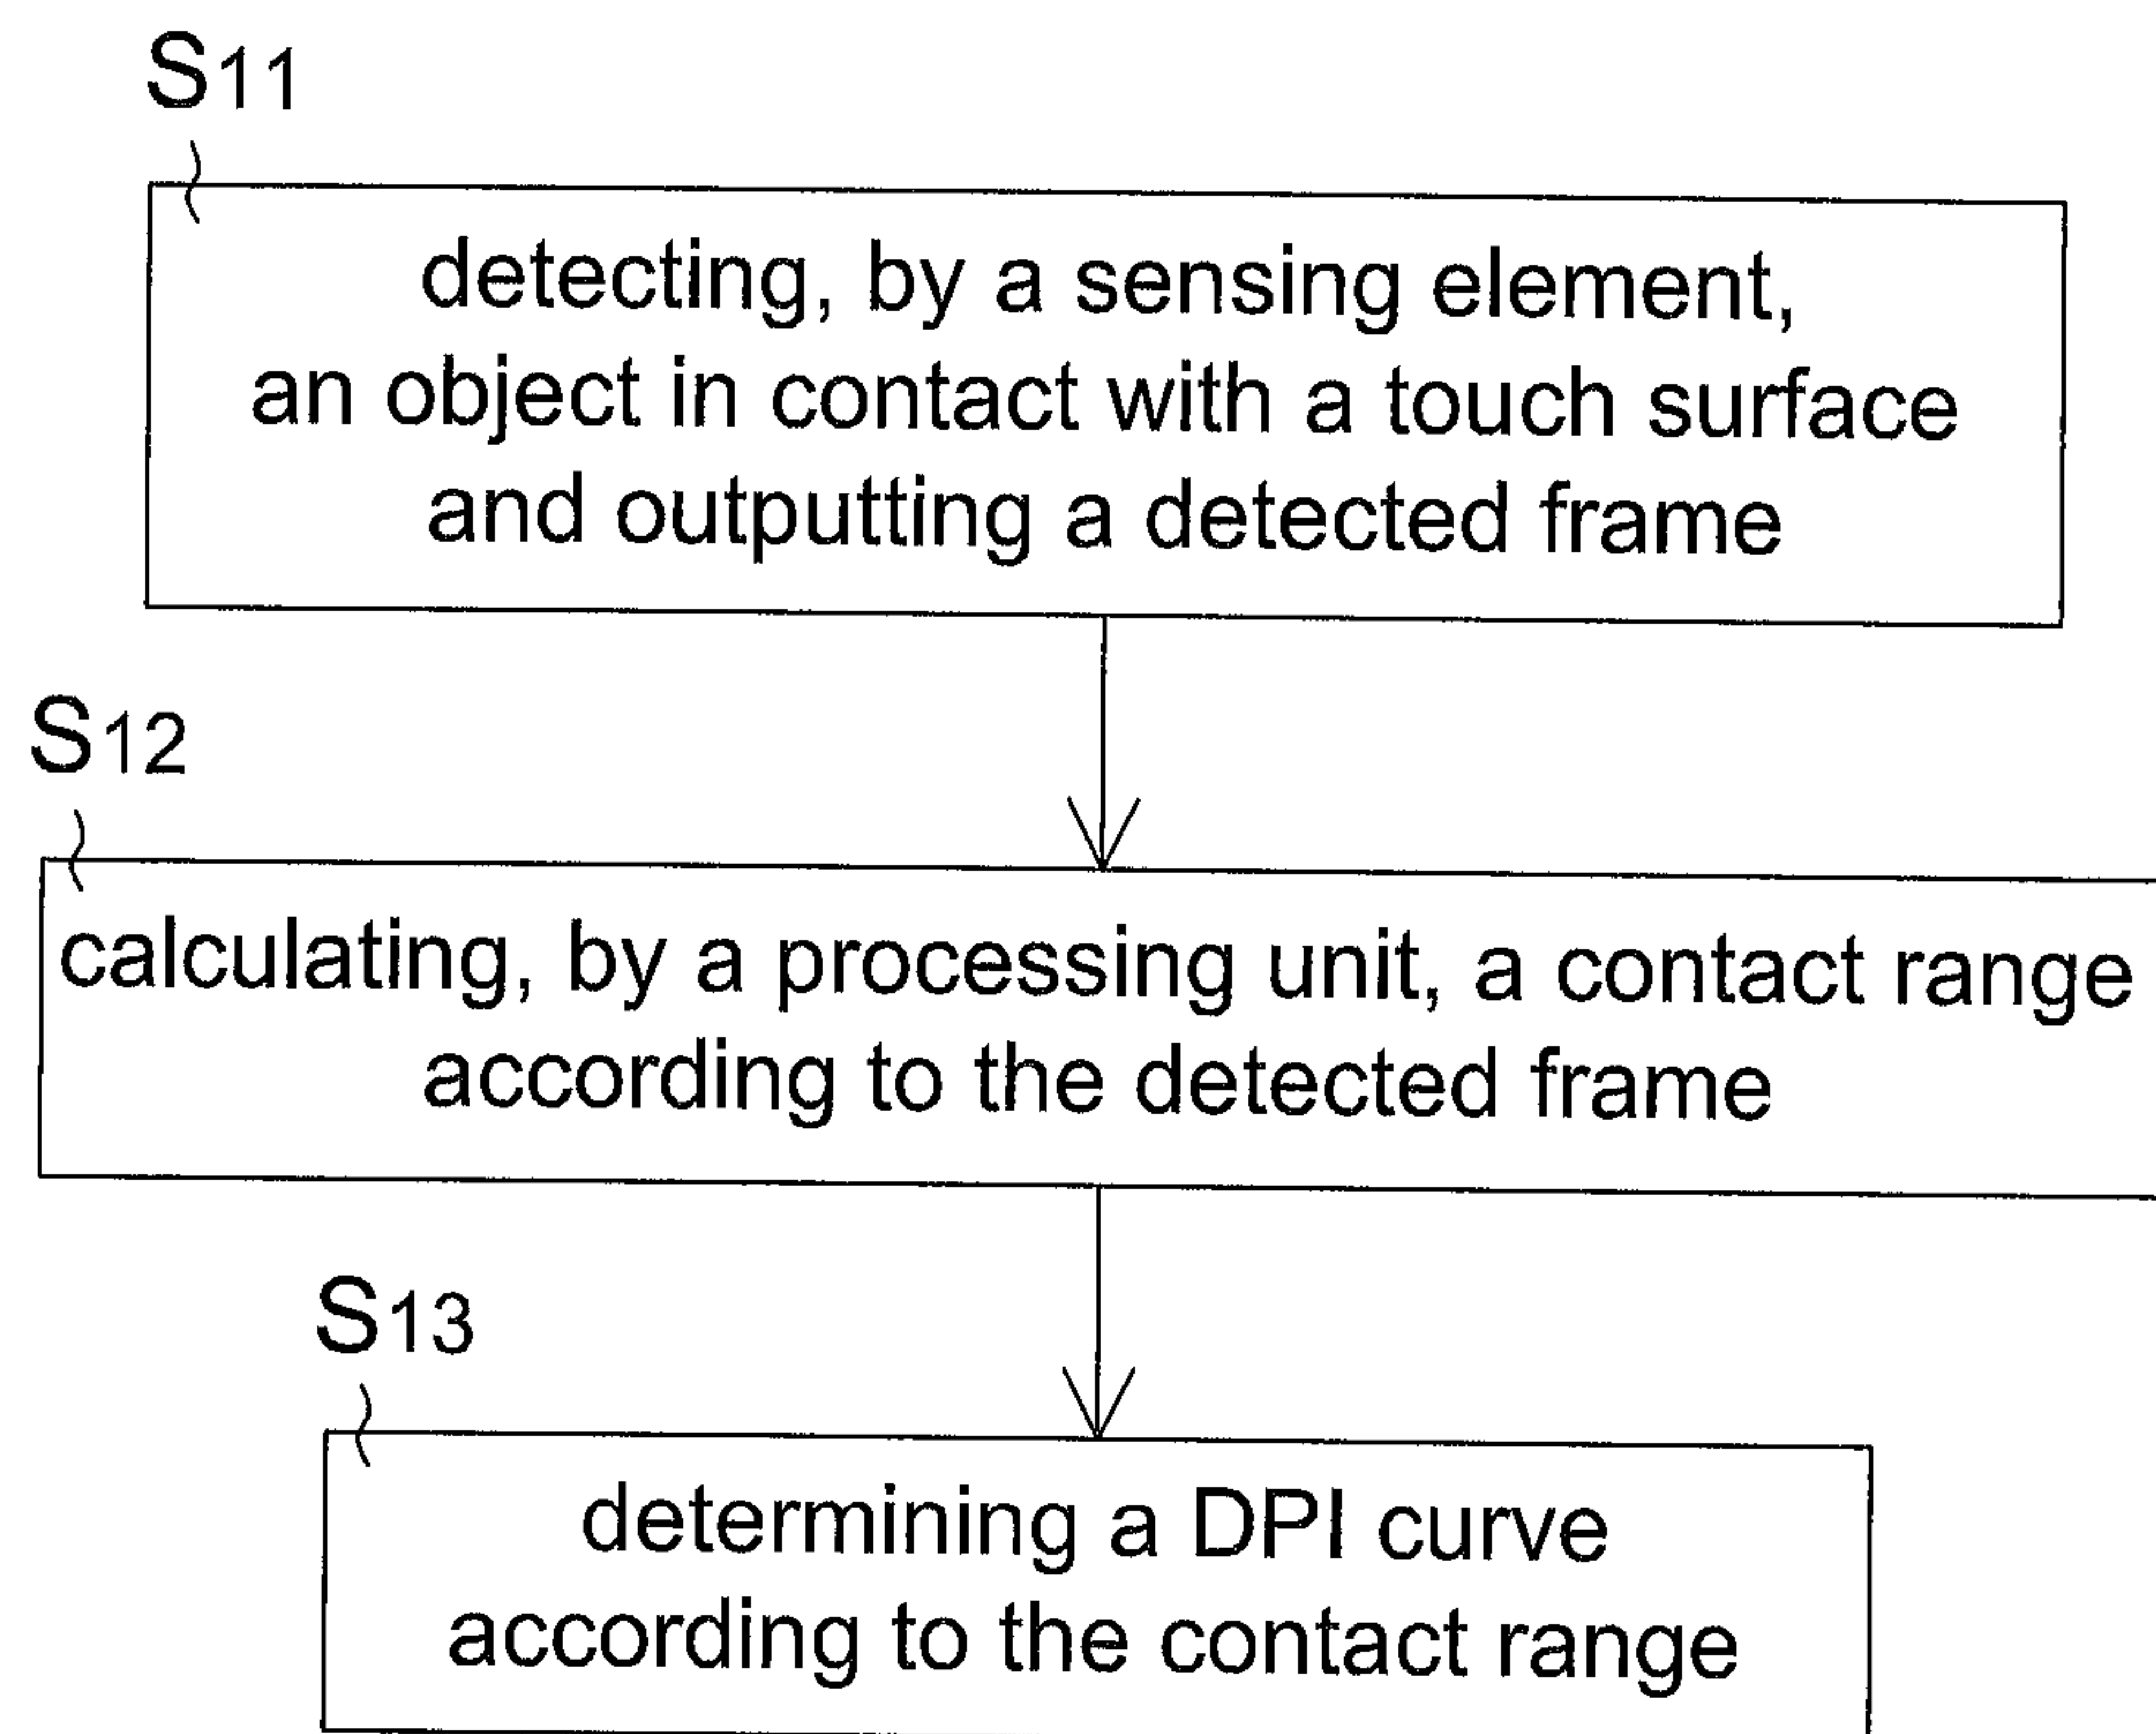 S11
detecting, by a sensing element,
an object in contact with a touch surface
and outputting a detected frame
S12
calculating, by a processing unit, a contact range
according to the detected frame
S13
determining a DPI curve
according to the contact range